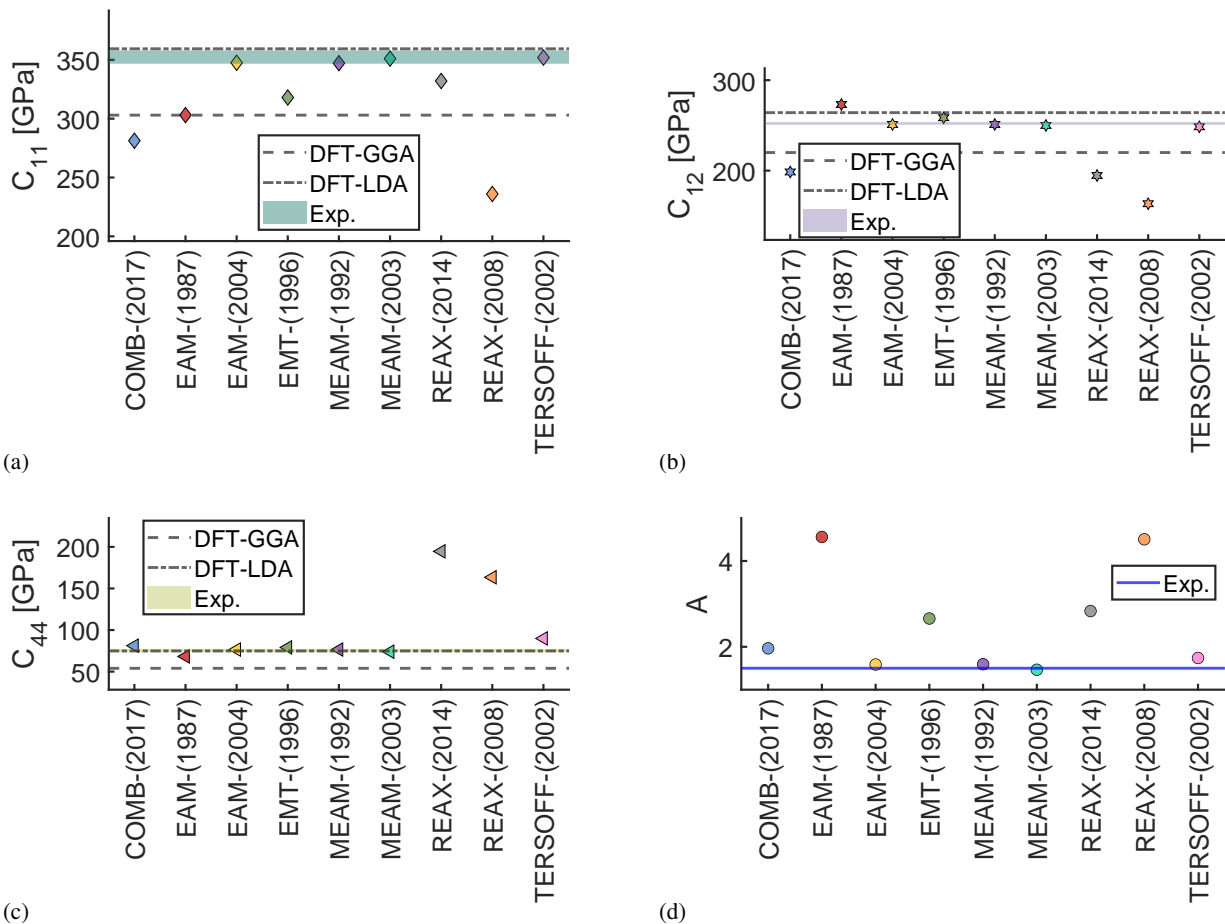 (a)
C11 [GPa]
350
300
250
200
DFT-GGA
DFT-LDA
Exp.
COMB-(2017)
EAM-(1987)
EAM-(2004)
EMT-(1996)
MEAM-(1992)
MEAM-(2003)
REAX-(2014)
REAX-(2008)
TERSOFF-(2002)
(b)
C12 [GPa]
300
200
DFT-GGA
DFT-LDA
Exp.
COMB-(2017)
EAM-(1987)
EAM-(2004)
EMT-(1996)
MEAM-(1992)
MEAM-(2003)
REAX-(2014)
REAX-(2008)
TERSOFF-(2002)
(c)
C44 [GPa]
200
150
100
50
DFT-GGA
DFT-LDA
Exp.
COMB-(2017)
EAM-(1987)
EAM-(2004)
EMT-(1996)
MEAM-(1992)
MEAM-(2003)
REAX-(2014)
REAX-(2008)
TERSOFF-(2002)
(d)
A
4
2
Exp.
COMB-(2017)
EAM-(1987)
EAM-(2004)
EMT-(1996)
MEAM-(1992)
MEAM-(2003)
REAX-(2014)
REAX-(2008)
TERSOFF-(2002)